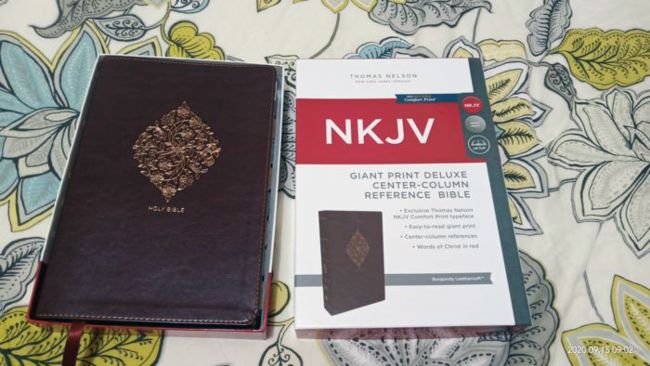 HOLY BIBLE
THOMAS NELSON
NEW KING JAMES VERSION
Comfort Print
NKJV
NKJV
GIANT PRINT DELUXE
CENTER-COLUMN
REFERENCE BIBLE
• Exclusive Thomas Nelson
NKJV Comfort Print typeface
• Easy-to-read giant print
• Center-column references
• Words of Christ in red
Burgundy Leathersoft™
2020.09.15 09:02